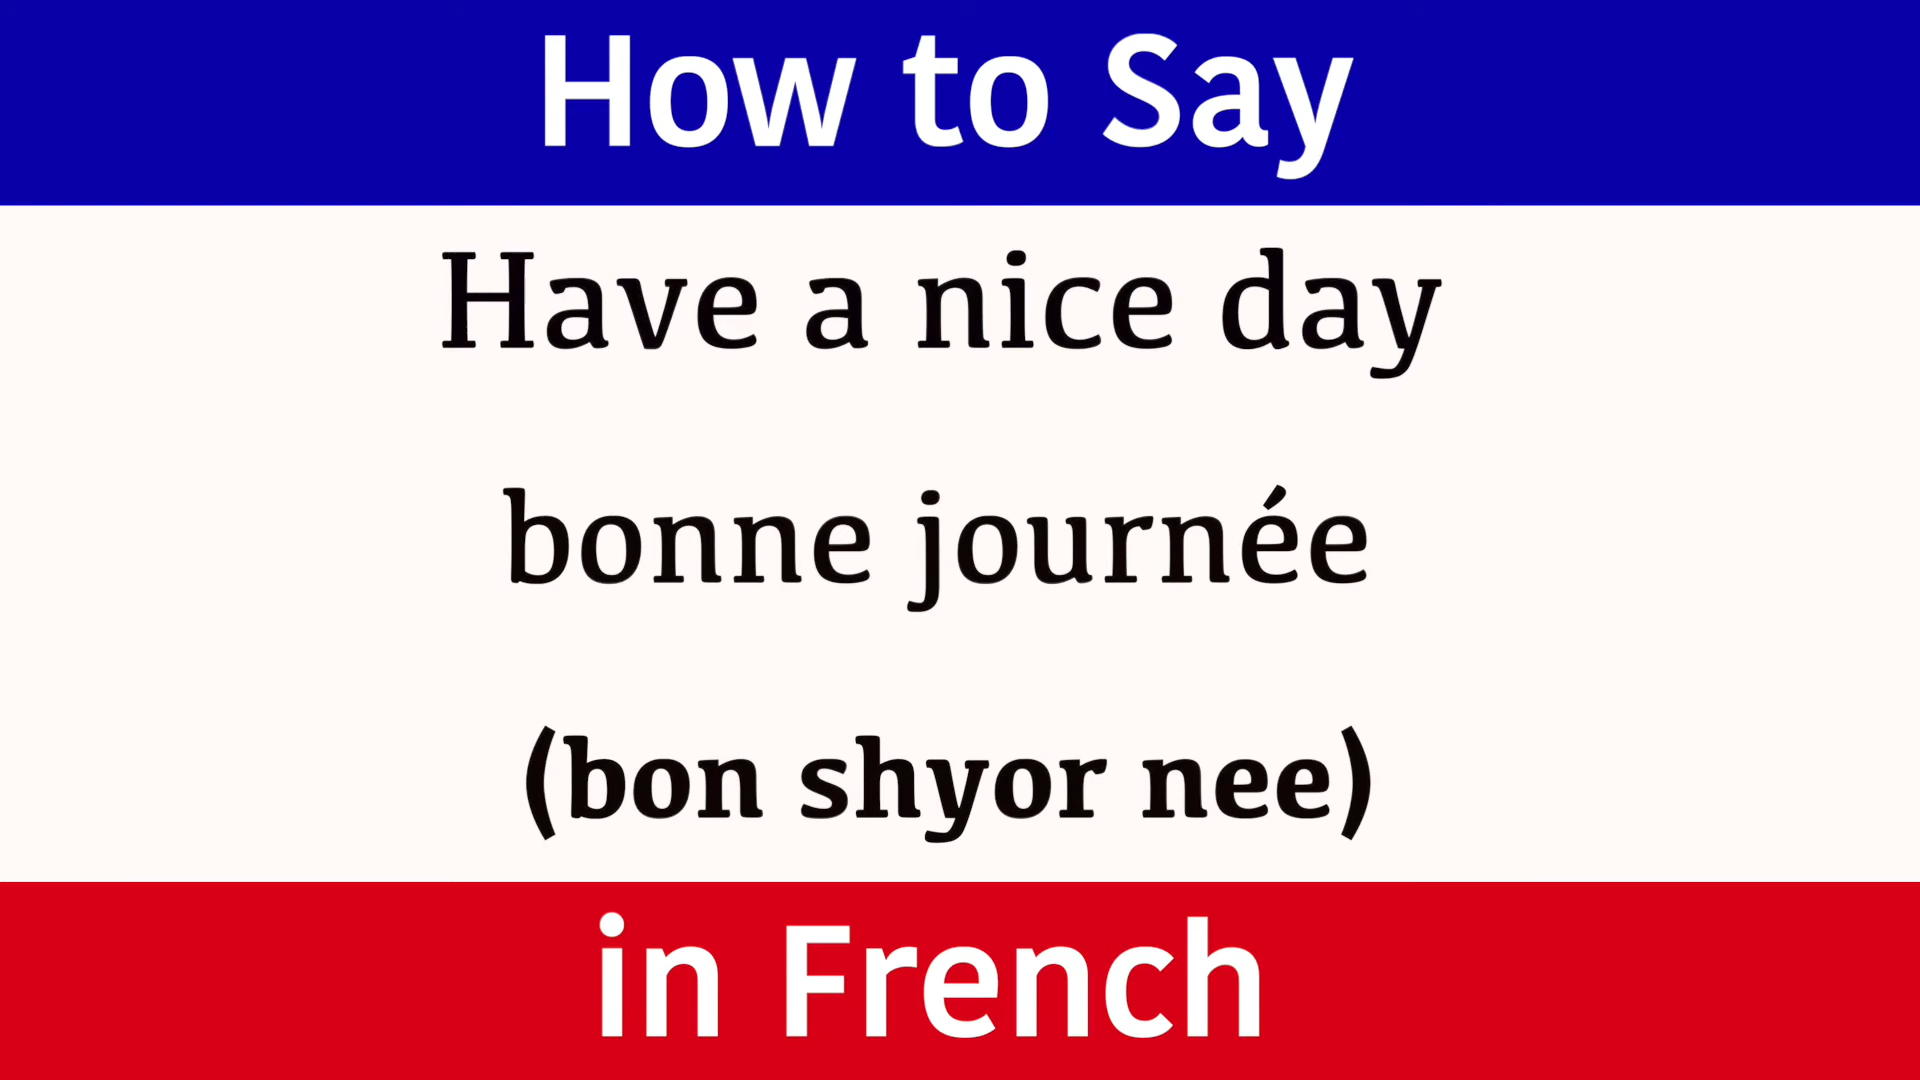 How to Say
Have a nice day
bonne journée
(bon shyor nee)
in French